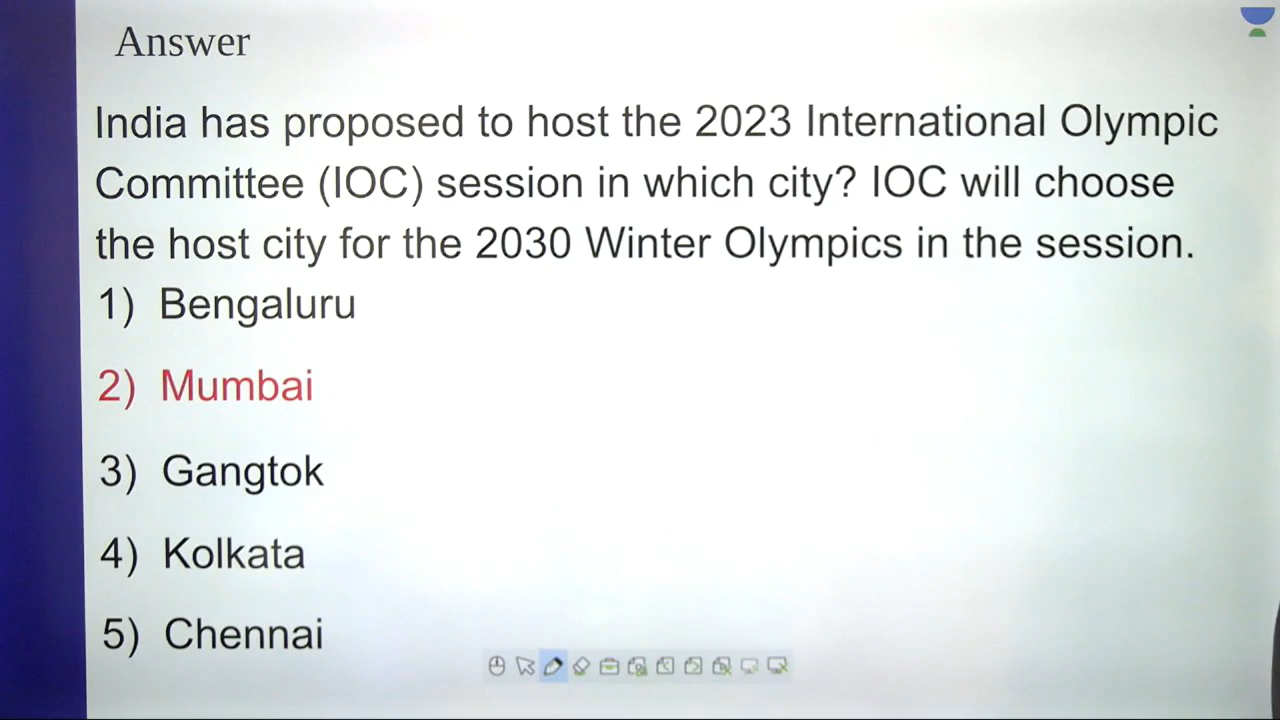 Answer
India has proposed to host the 2023 International Olympic
Committee (IOC) session in which city? IOC will choose
the host city for the 2030 Winter Olympics in the session.
1) Bengaluru
2) Mumbai
3) Gangtok
4) Kolkata
5) Chennai